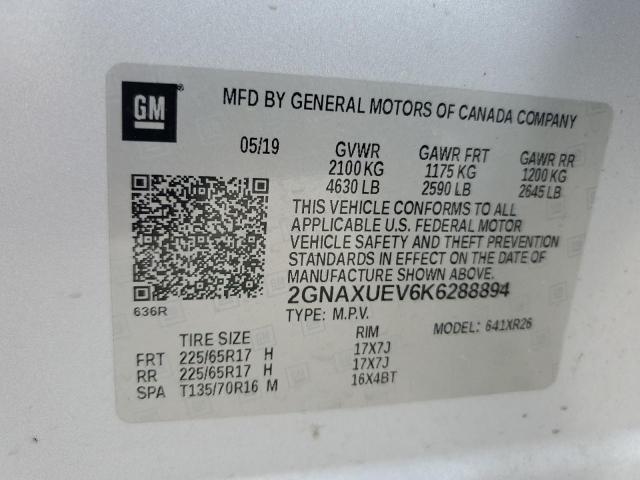 GM
MFD BY GENERAL MOTORS OF CANADA COMPANY
05/19 GVWR GAWR FRT GAWR RR
2100 KG 1175 KG 1200 KG
4630 LB 2590 LB 2645 LB
THIS VEHICLE CONFORMS TO ALL
APPLICABLE U.S. FEDERAL MOTOR
VEHICLE SAFETY AND THEFT PREVENTION
STANDARDS IN EFFECT ON THE DATE OF
MANUFACTURE SHOWN ABOVE.
2GNAXUEV6K6288894
636R
TYPE: M.P.V. MODEL: 641XR26
TIRE SIZE RIM
FRT 225/65R17 H 17X7J
RR 225/65R17 H 17X7J
SPA T135/70R16 M 16X4BT